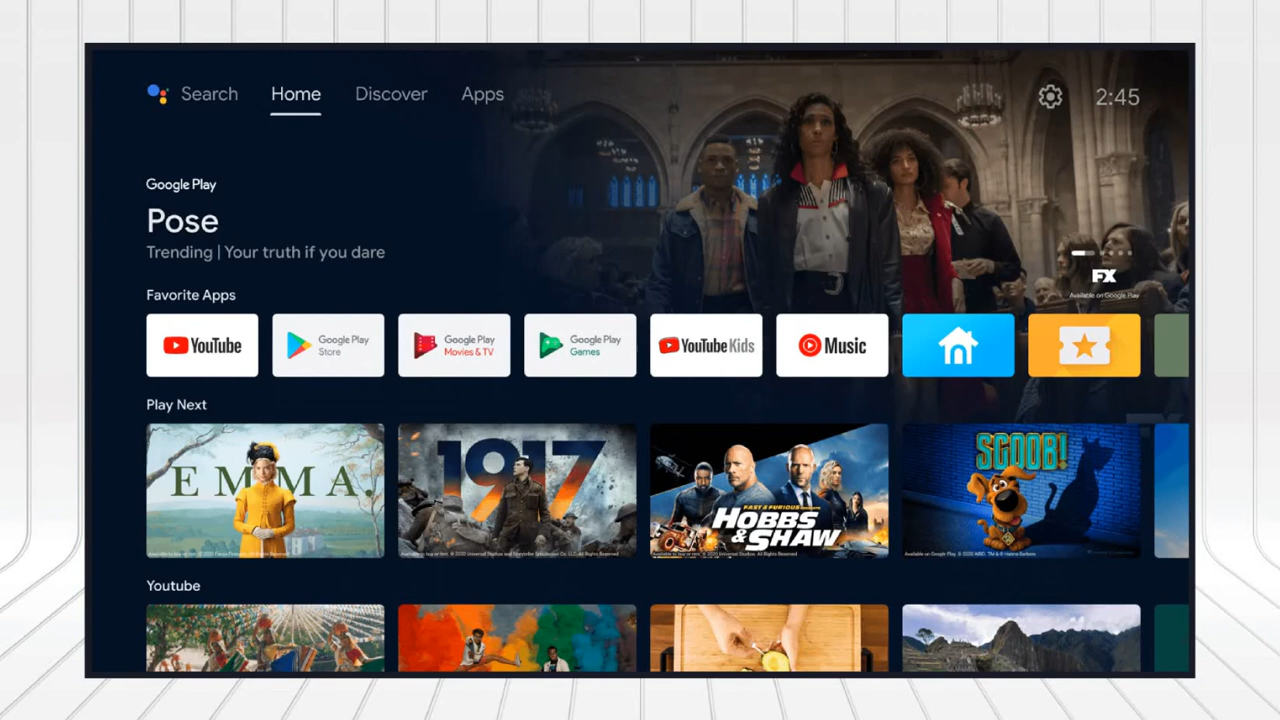 Search Home Discover Apps 2:45
Google Play
Pose
Trending | Your truth if you dare
FX
Available on Google Play
Favorite Apps
YouTube
Google Play
Store
Google Play
Movies & TV
Google Play
Games
YouTube Kids
Music
Play Next
EMMA.
1917
FAST & FURIOUS PRESENTS
HOBBS
& SHAW
SCOOB!
Youtube